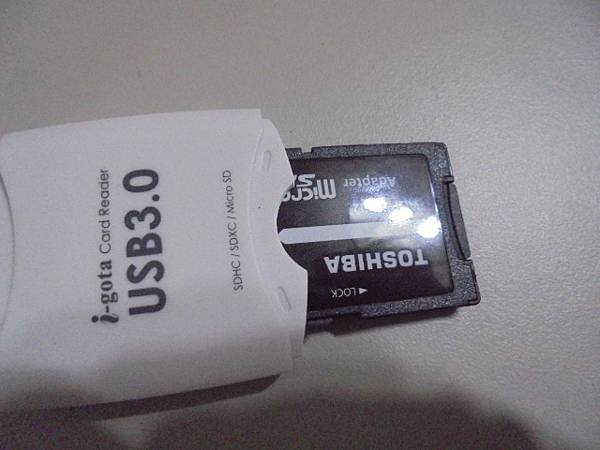 i-gota Card Reader
USB3.0
SDHC / SDXC / Micro SD
◄LOCK
TOSHIBA
micro
Adapter